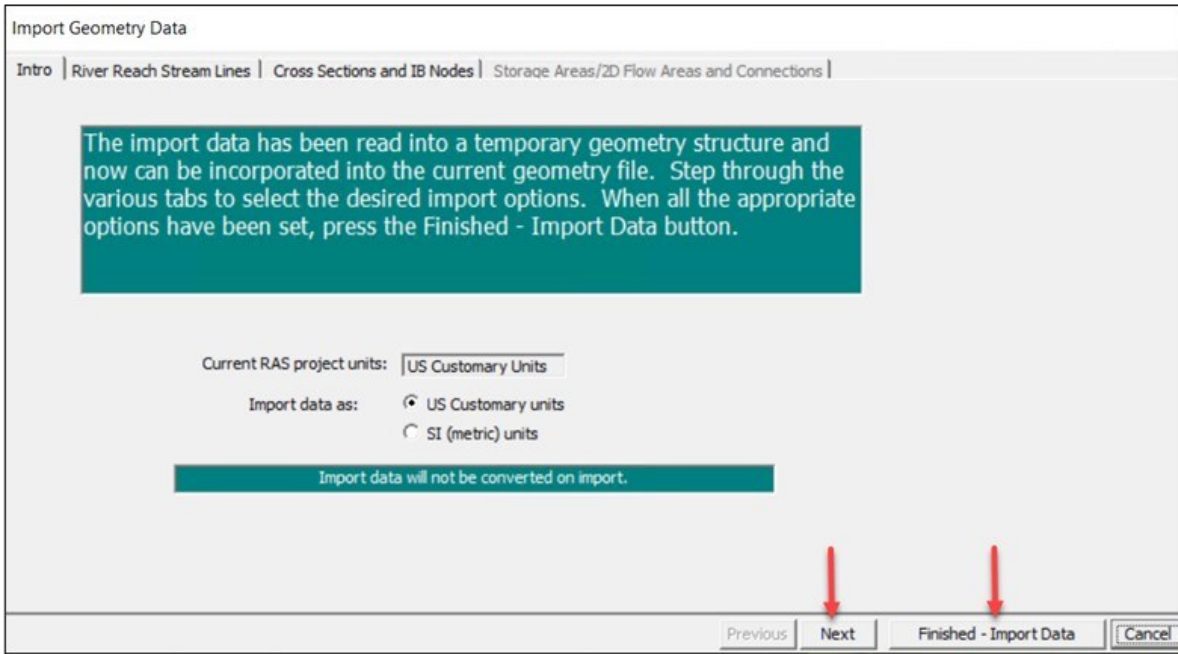 Import Geometry Data
Intro River Reach Stream Lines Cross Sections and IB Nodes Storage Areas/2D Flow Areas and Connections
The import data has been read into a temporary geometry structure and
now can be incorporated into the current geometry file. Step through the
various tabs to select the desired import options. When all the appropriate
options have been set, press the Finished - Import Data button.
Current RAS project units: US Customary Units
Import data as: US Customary units
SI (metric) units
Import data will not be converted on import.
Previous Next Finished - Import Data Cancel